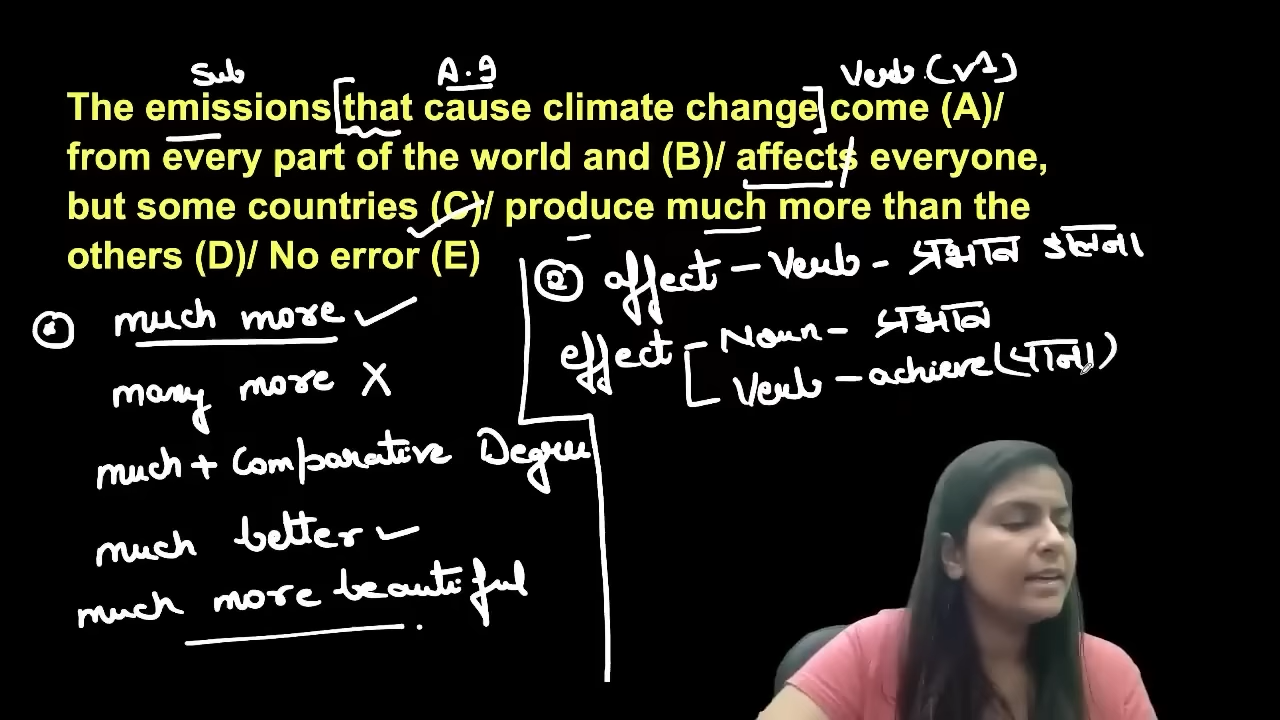 Sub A.g Verb (v1)
The emissions [that cause climate change] come (A)/
from every part of the world and (B)/ affects everyone,
but some countries (C)/ produce much more than the
others (D)/ No error (E)
① much more ✓
many more X
much + Comparative Degree
much better ✓
much more beautiful.
② affect - Verb - प्रभाव डालना
effect Noun - प्रभाव
Verb - achieve (पाना)